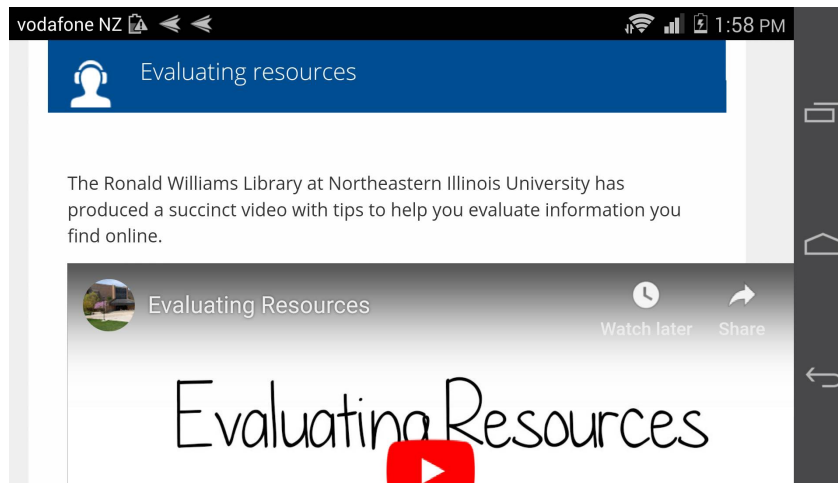 vodafone NZ
1:58 PM
Evaluating resources
The Ronald Williams Library at Northeastern Illinois University has
produced a succinct video with tips to help you evaluate information you
find online.
Evaluating Resources
Watch later
Share
Evaluating Resources